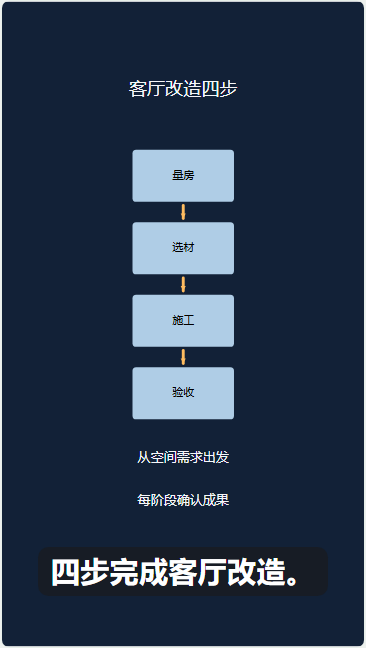 客厅改造四步
量房
选材
施工
验收
从空间需求出发
每阶段确认成果
四步完成客厅改造。